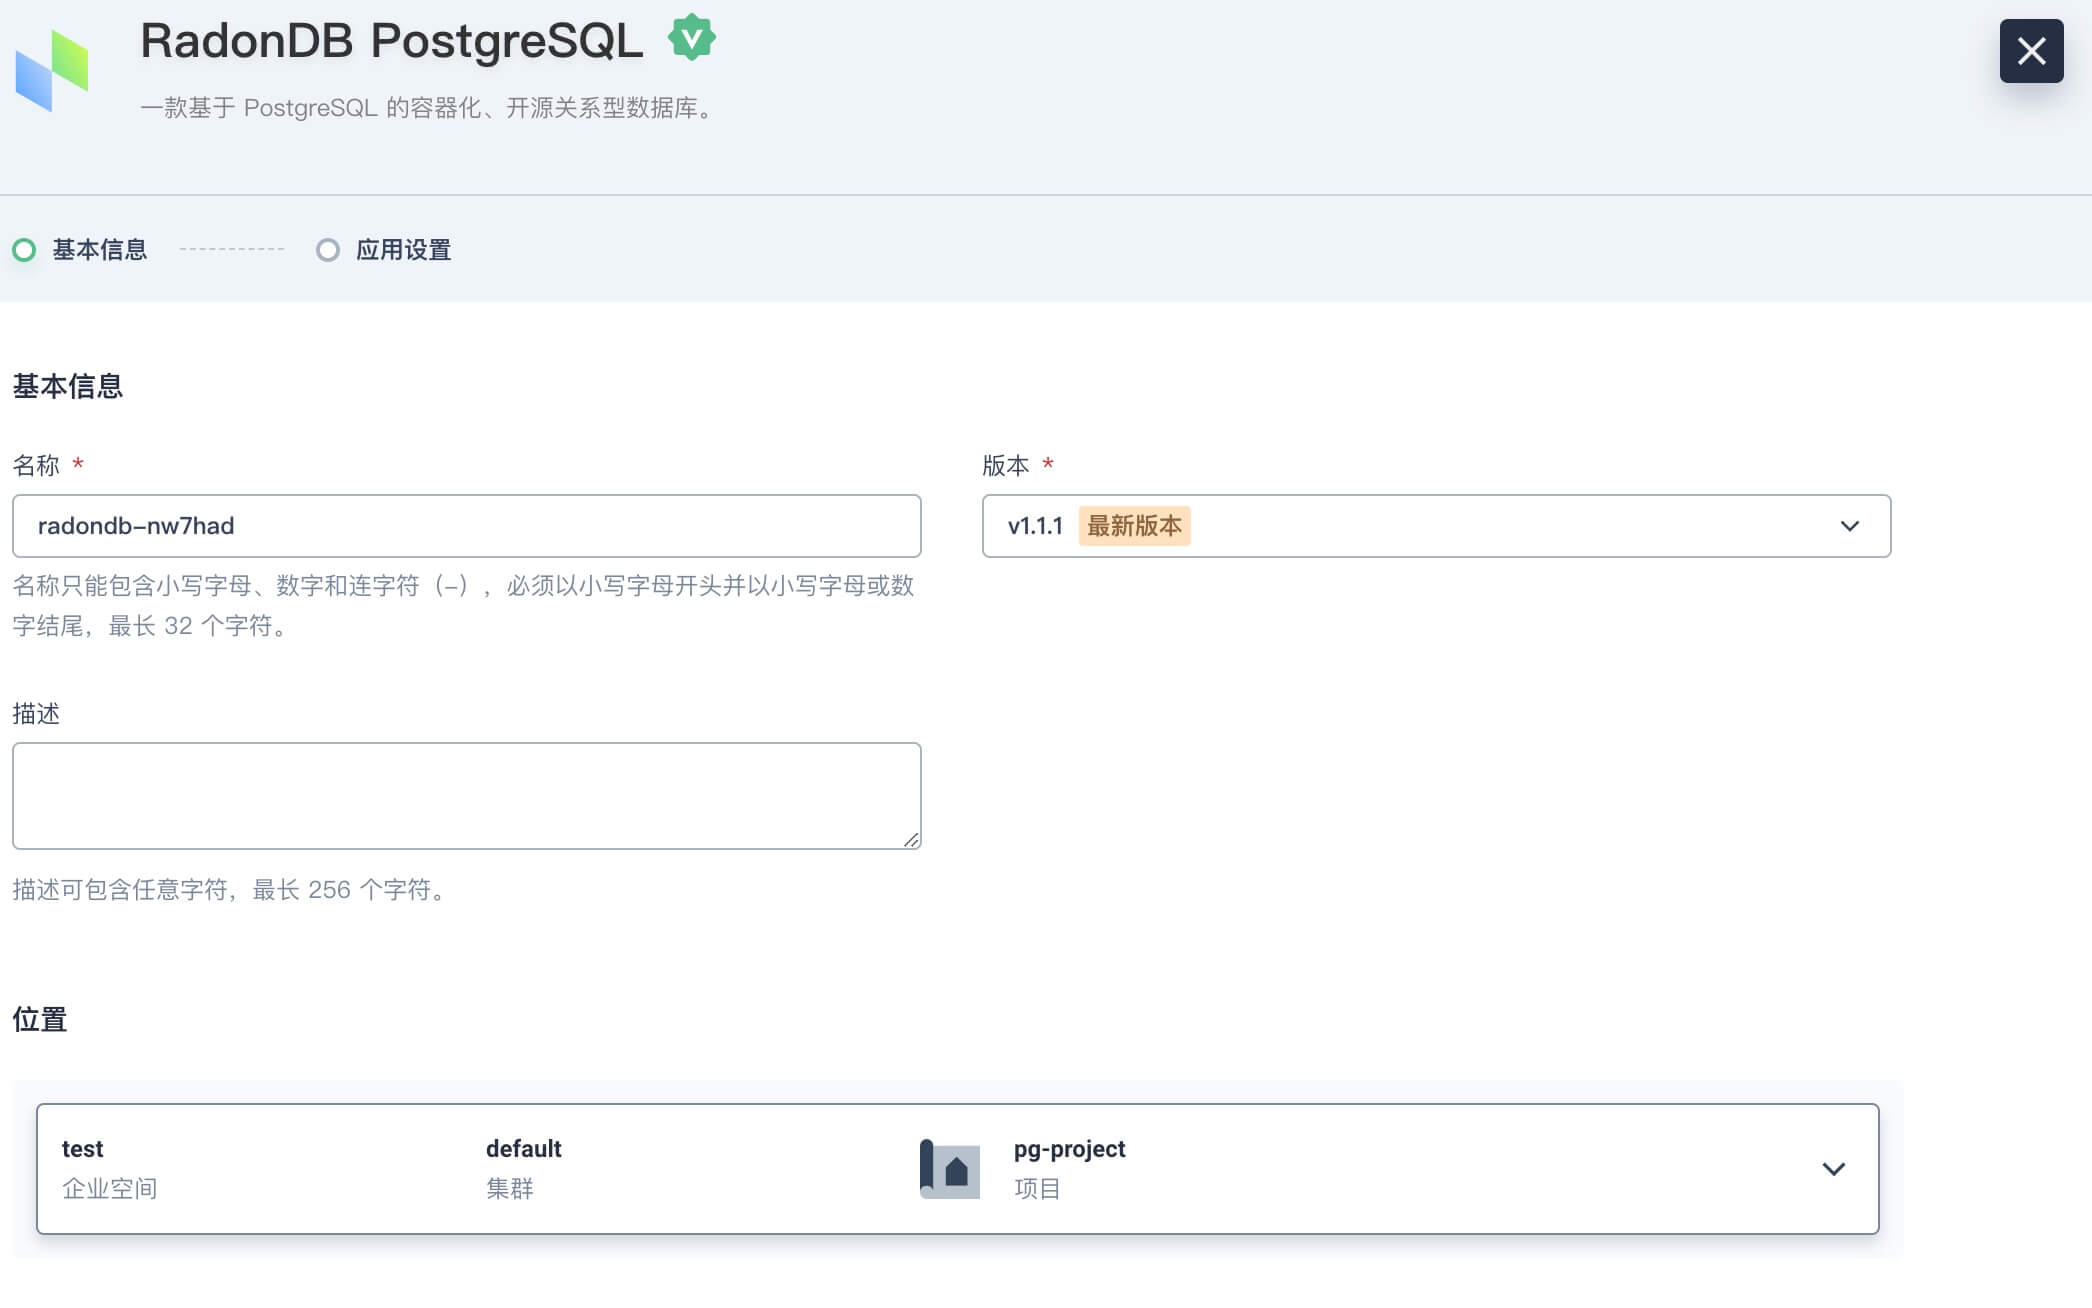 RadonDB PostgreSQL
一款基于 PostgreSQL 的容器化、开源关系型数据库。
基本信息
应用设置
基本信息
名称 *
radondb-nw7had
名称只能包含小写字母、数字和连字符（-），必须以小写字母开头并以小写字母或数
字结尾，最长 32 个字符。
版本 *
v1.1.1 最新版本
描述
描述可包含任意字符，最长 256 个字符。
位置
test
企业空间
default
集群
pg-project
项目